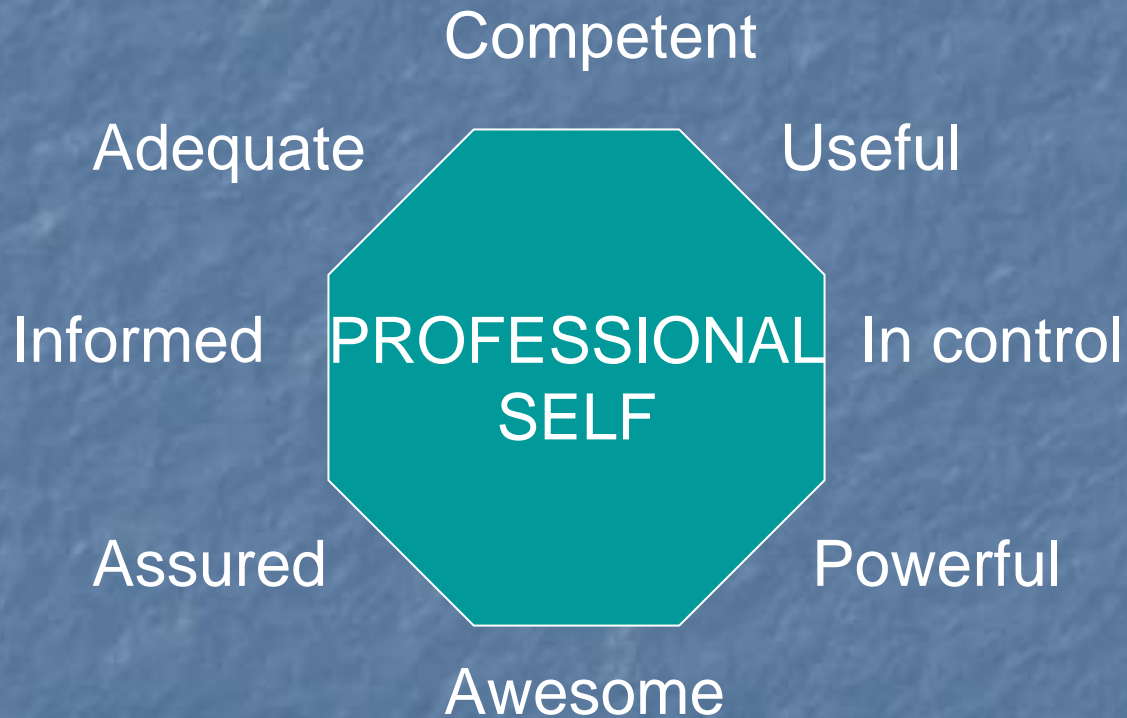 Competent
Adequate
Useful
Informed
PROFESSIONAL
SELF
In control
Assured
Powerful
Awesome